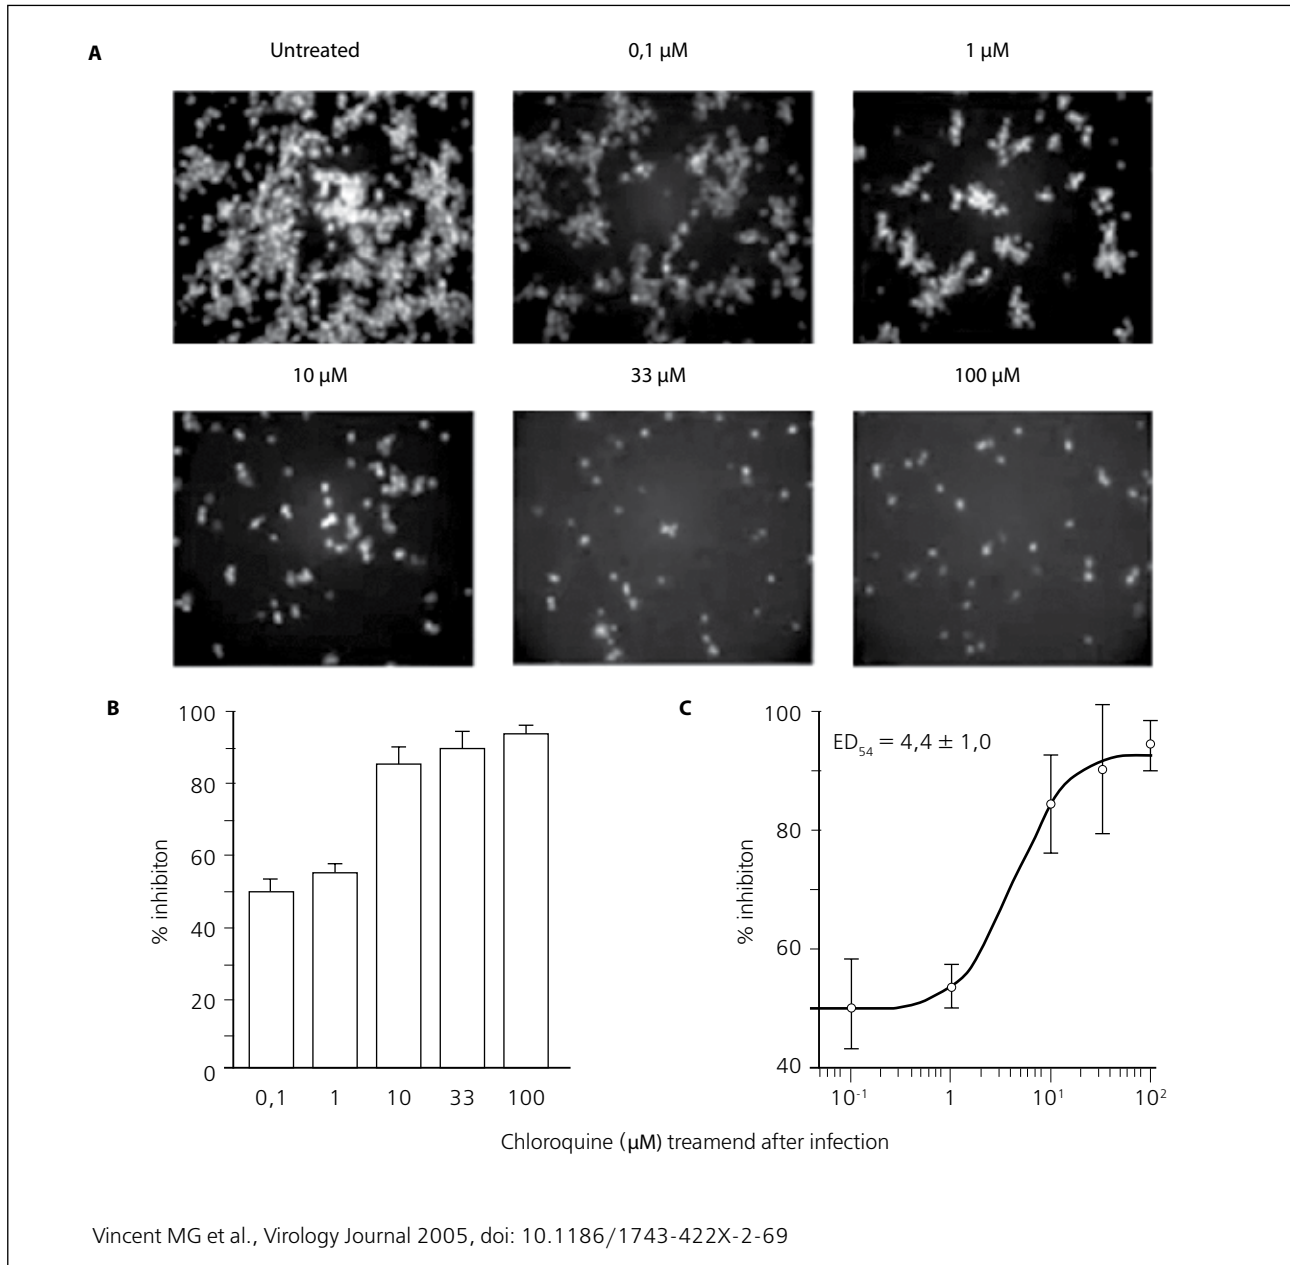 A
Untreated
0,1 µM
1 µM
10 µM
33 µM
100 µM
B
100
80
60
40
20
0
% inhibiton
0,1 1 10 33 100
C
100
80
60
40
% inhibiton
ED54 = 4,4 ± 1,0
10-1 1 101 102
Chloroquine (µM) treamend after infection
Vincent MG et al., Virology Journal 2005, doi: 10.1186/1743-422X-2-69